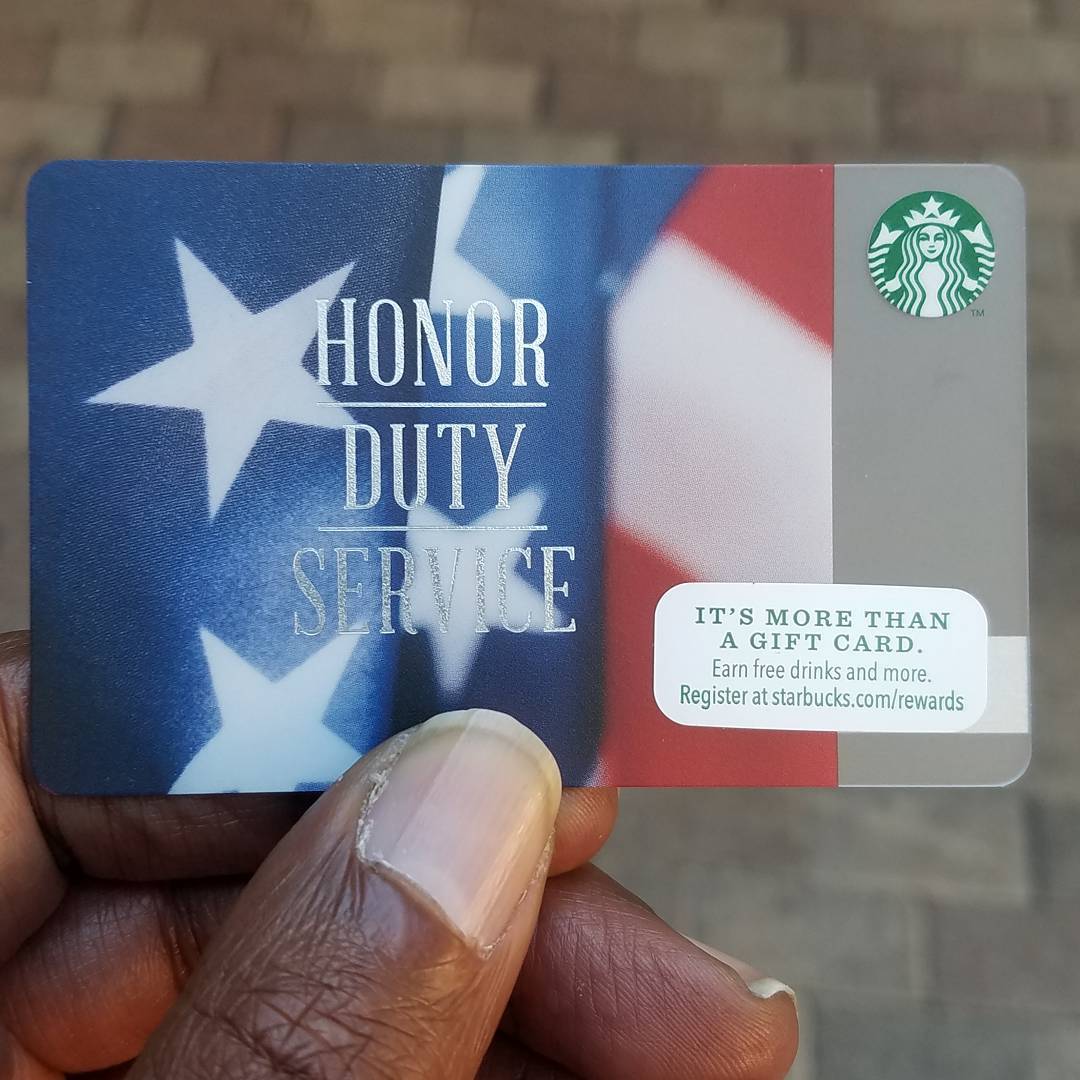 HONOR
DUTY
SERVICE
TM
IT'S MORE THAN
A GIFT CARD.
Earn free drinks and more.
Register at starbucks.com/rewards